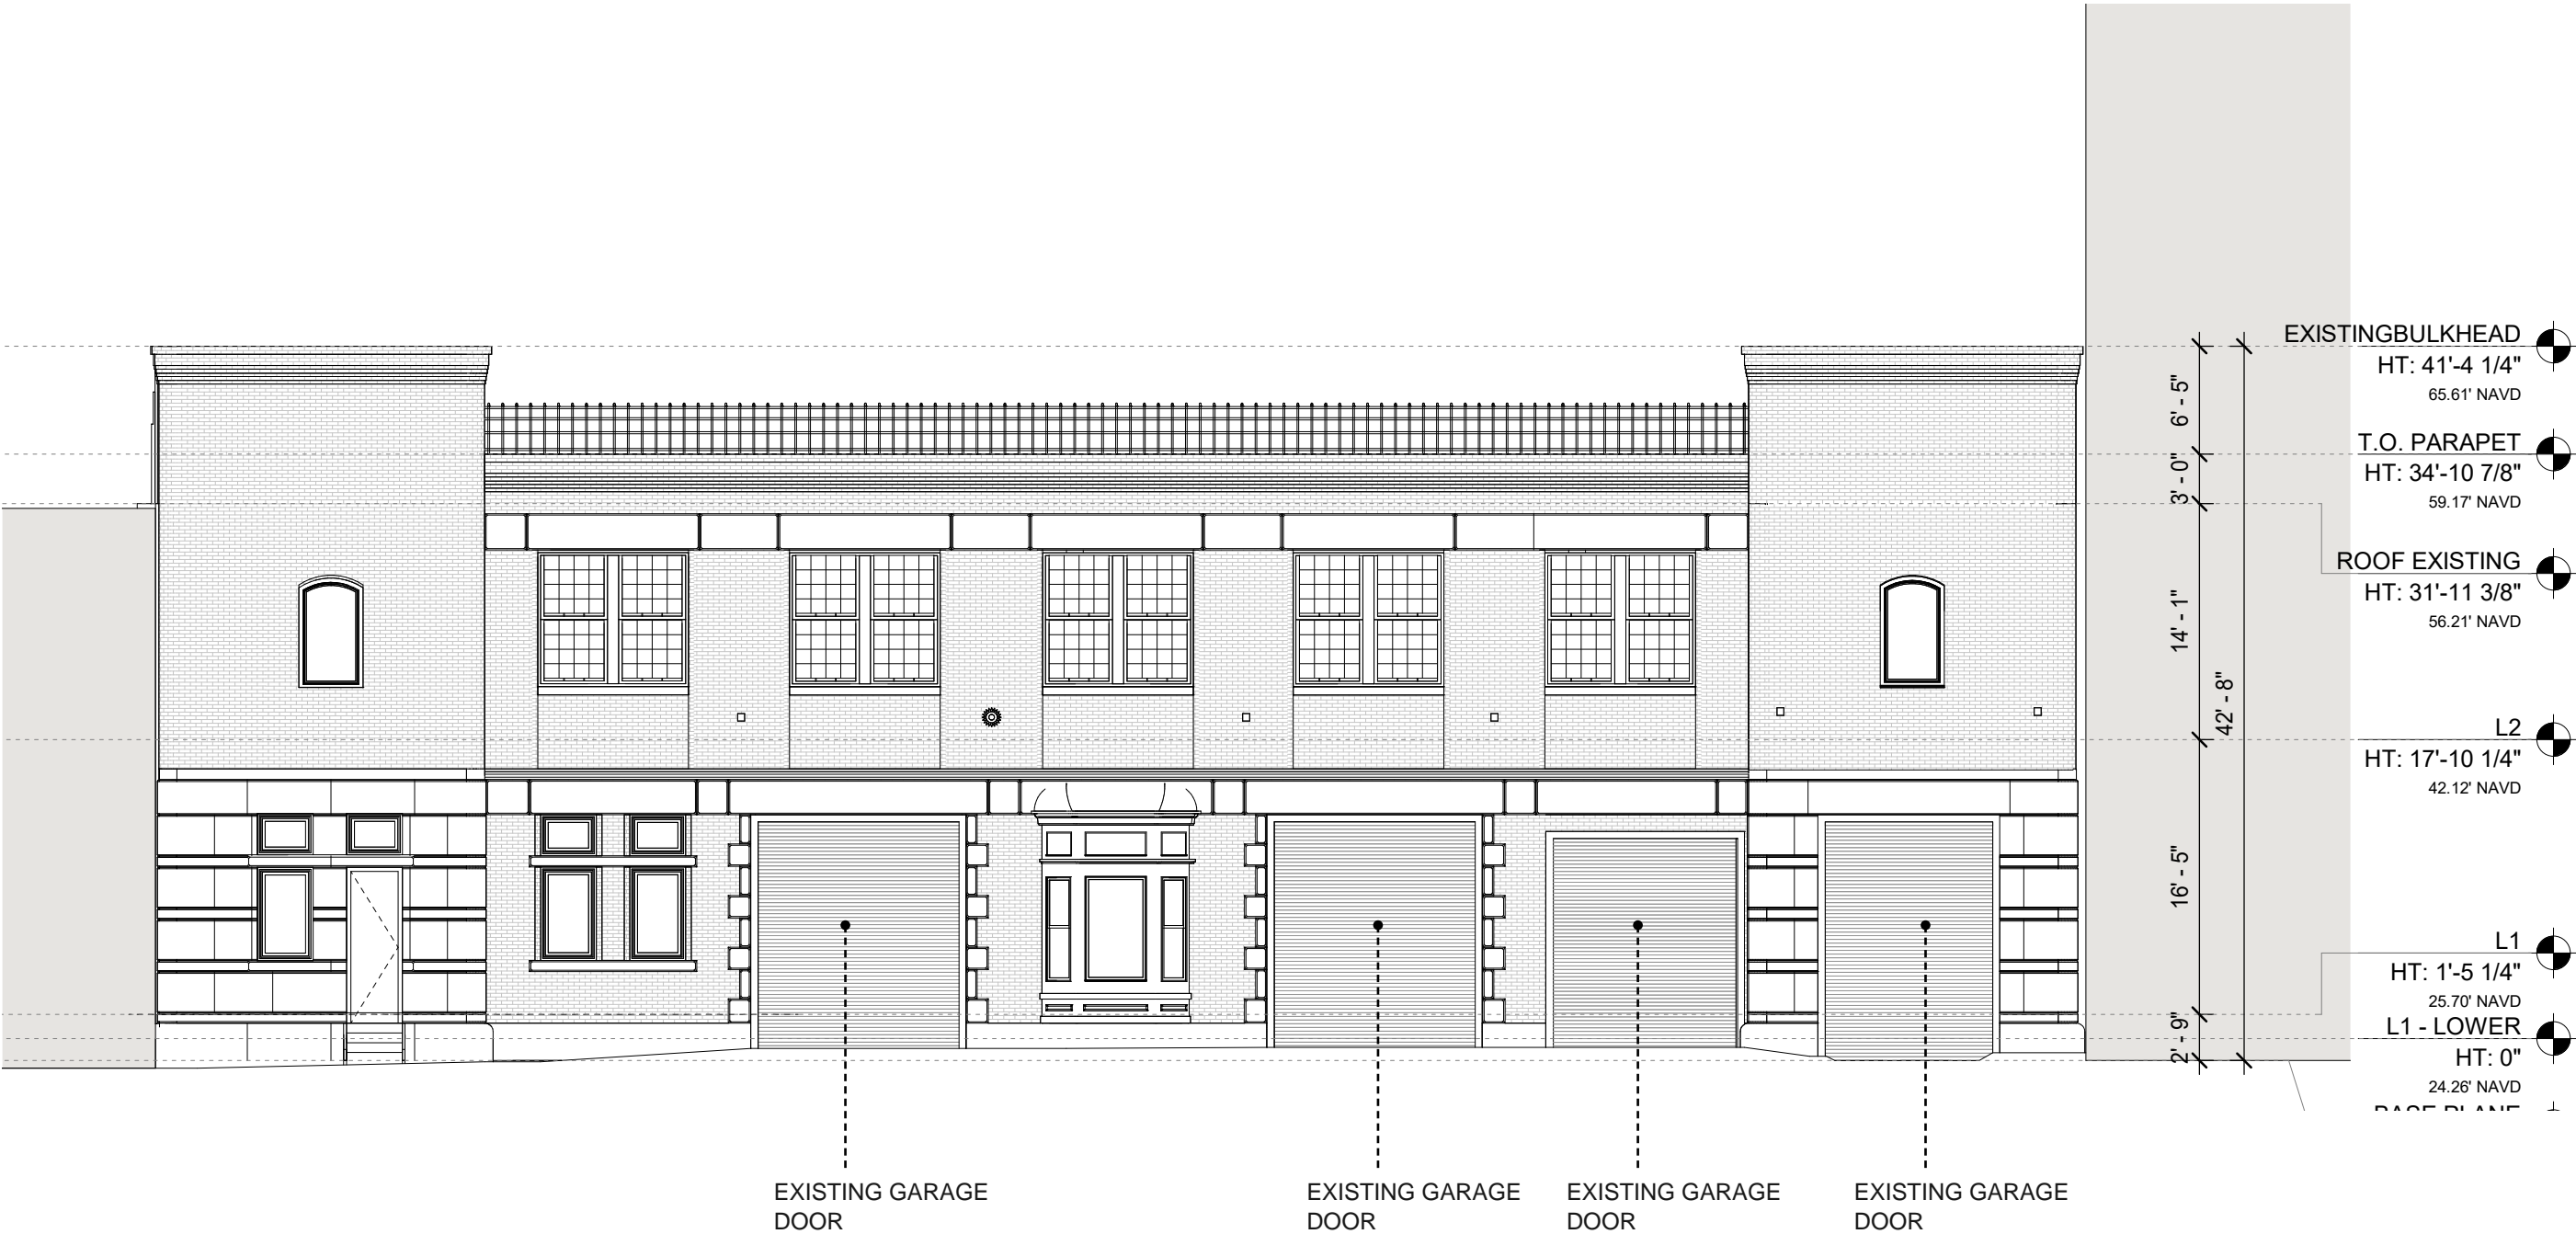 EXISTINGBULKHEAD
HT: 41'-4 1/4"
65.61' NAVD
6' - 5"
T.O. PARAPET
HT: 34'-10 7/8"
59.17' NAVD
3' - 0"
ROOF EXISTING
HT: 31'-11 3/8"
56.21' NAVD
14' - 1"
42' - 8"
L2
HT: 17'-10 1/4"
42.12' NAVD
16' - 5"
L1
HT: 1'-5 1/4"
25.70' NAVD
2' - 9"
L1 - LOWER
HT: 0"
24.26' NAVD
BASE PLANE
EXISTING GARAGE
DOOR
EXISTING GARAGE
DOOR
EXISTING GARAGE
DOOR
EXISTING GARAGE
DOOR